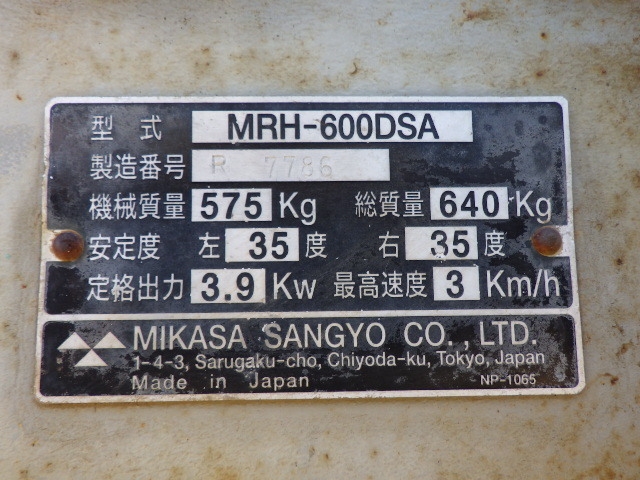 型式 MRH-600DSA
製造番号 R 7786
機械質量 575 Kg 総質量 640 Kg
安定度 左 35 度 右 35 度
定格出力 3.9 Kw 最高速度 3 Km/h
MIKASA SANGYO CO., LTD.
1-4-3, Sarugaku-cho, Chiyoda-ku, Tokyo, Japan
Made in Japan NP-1065